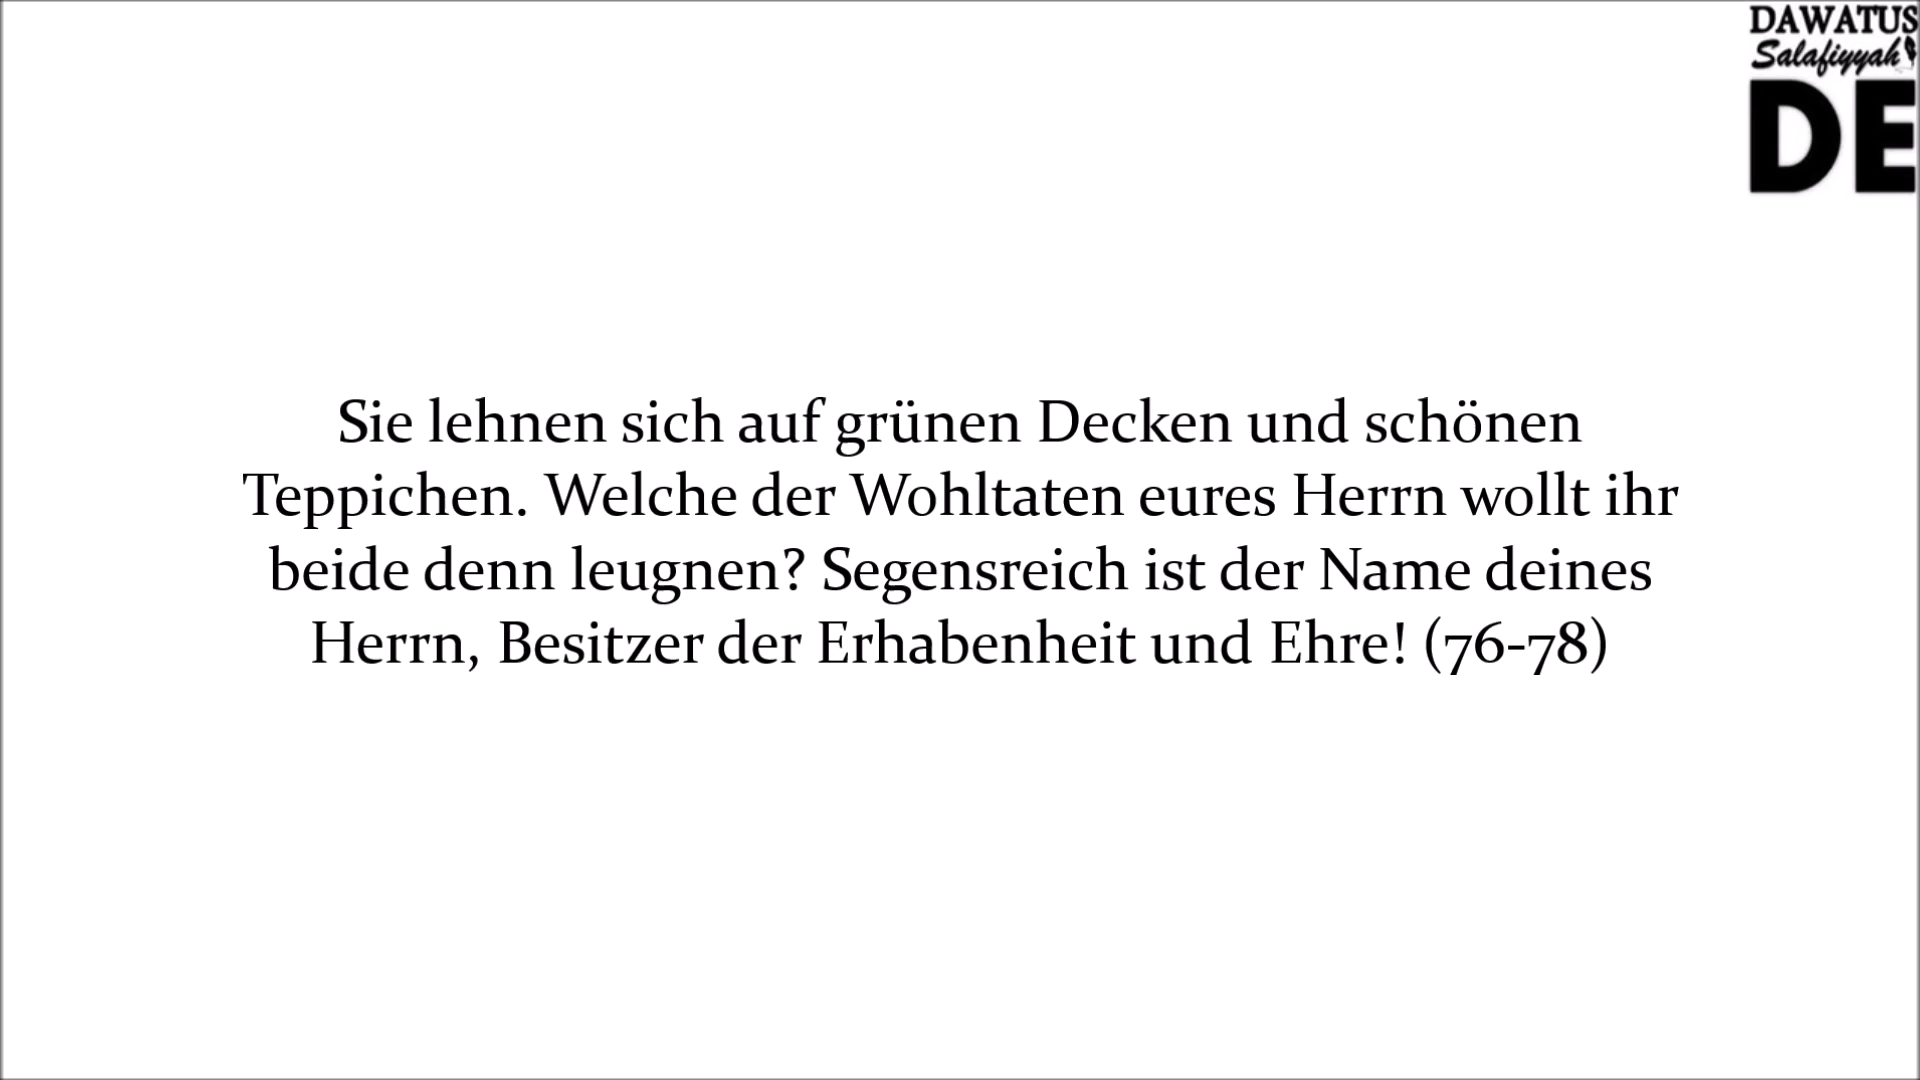 DAWATUS
Salafiyyah
DE
Sie lehnen sich auf grünen Decken und schönen
Teppichen. Welche der Wohltaten eures Herrn wollt ihr
beide denn leugnen? Segensreich ist der Name deines
Herrn, Besitzer der Erhabenheit und Ehre! (76-78)